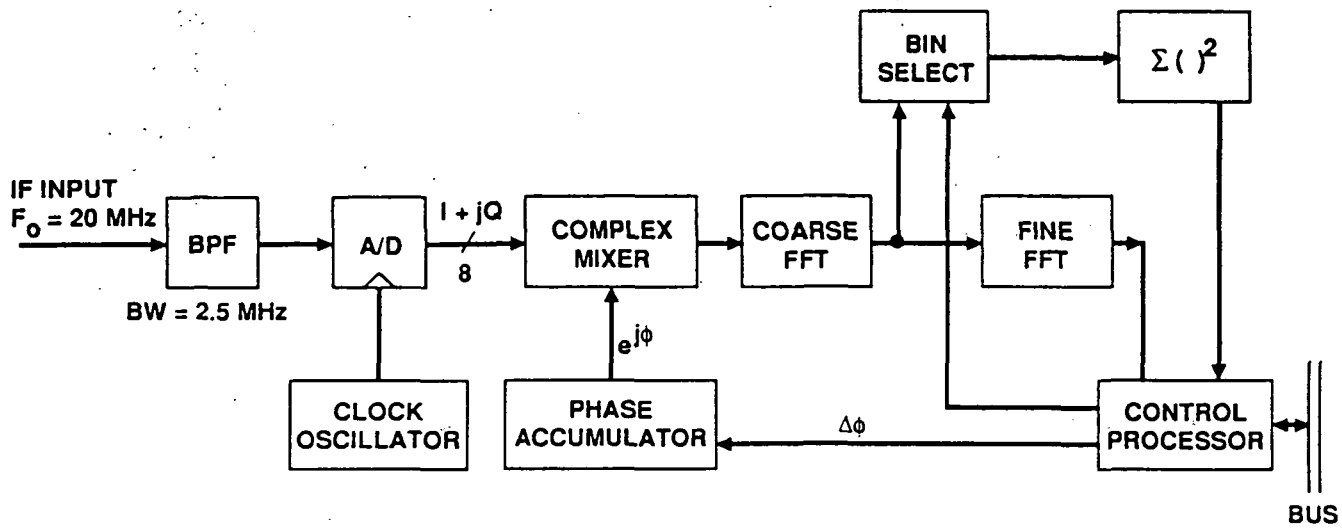 BIN
SELECT
Σ( )²
IF INPUT
F₀ = 20 MHz
BPF
BW = 2.5 MHz
A/D
I + jQ
8
COMPLEX
MIXER
COARSE
FFT
FINE
FFT
e^jφ
CLOCK
OSCILLATOR
PHASE
ACCUMULATOR
Δφ
CONTROL
PROCESSOR
BUS